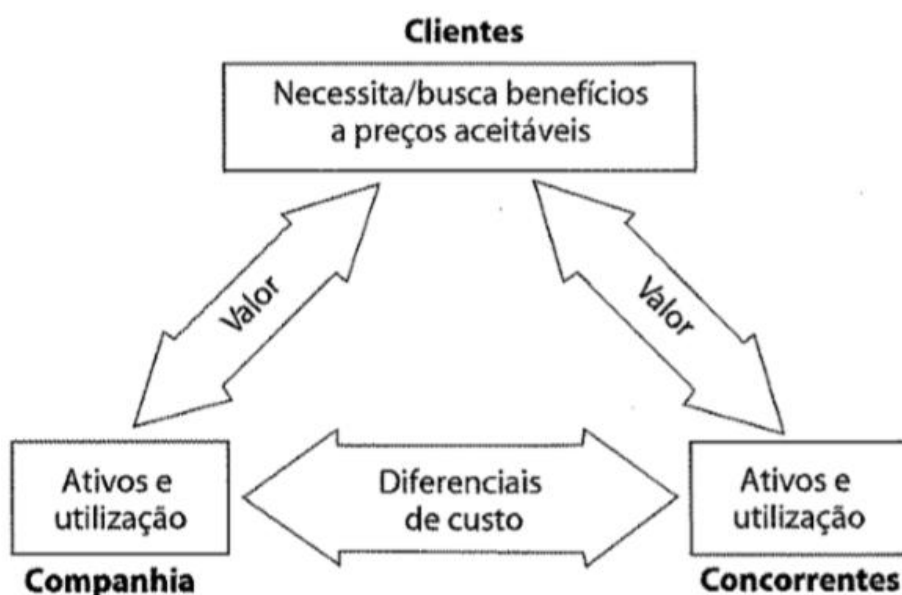 Clientes
Necessita/busca benefícios
a preços aceitáveis
Valor
Valor
Ativos e
utilização
Diferenciais
de custo
Ativos e
utilização
Companhia
Concorrentes